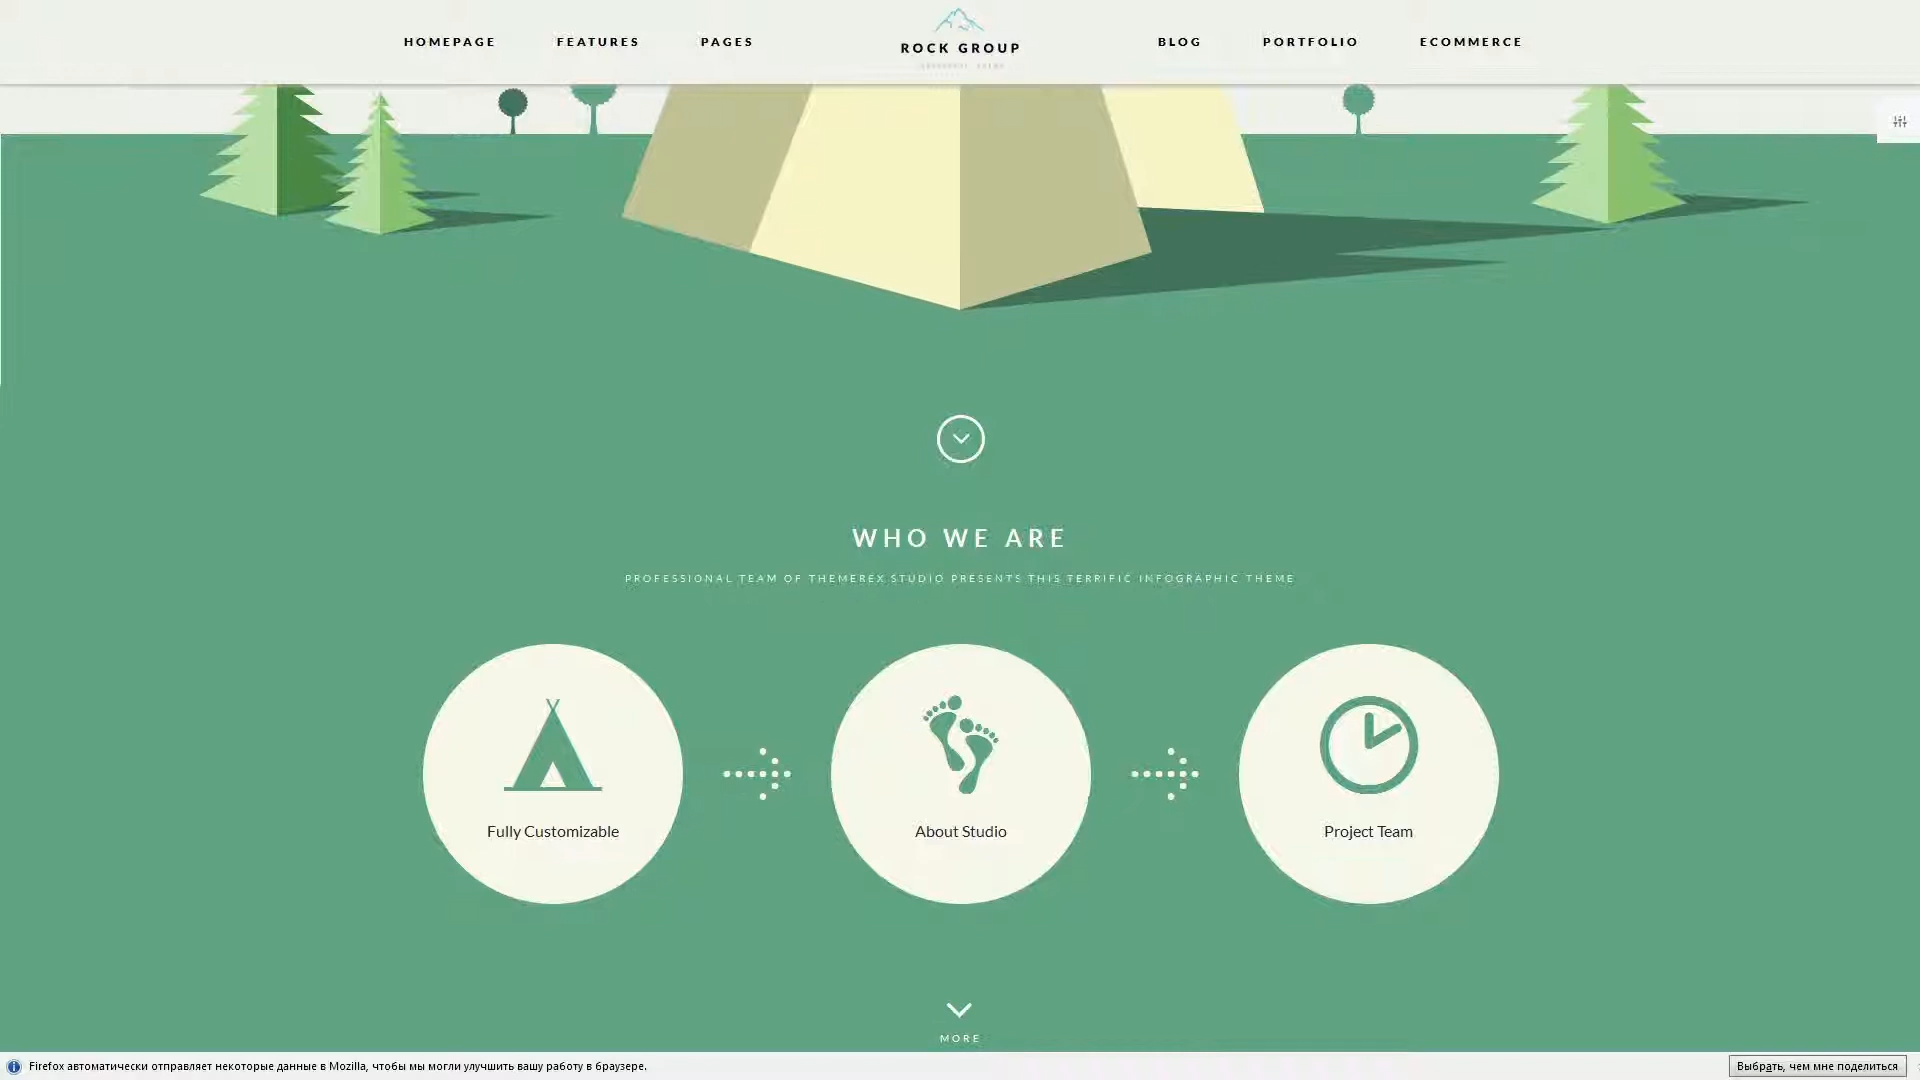 HOMEPAGE FEATURES PAGES ROCK GROUP BLOG PORTFOLIO ECOMMERCE
WHO WE ARE
PROFESSIONAL TEAM OF THEMEREX STUDIO PRESENTS THIS TERRIFIC INFOGRAPHIC THEME
Fully Customizable About Studio Project Team
MORE
Firefox автоматически отправляет некоторые данные в Mozilla, чтобы мы могли улучшить вашу работу в браузере. Выбрать, чем мне поделиться